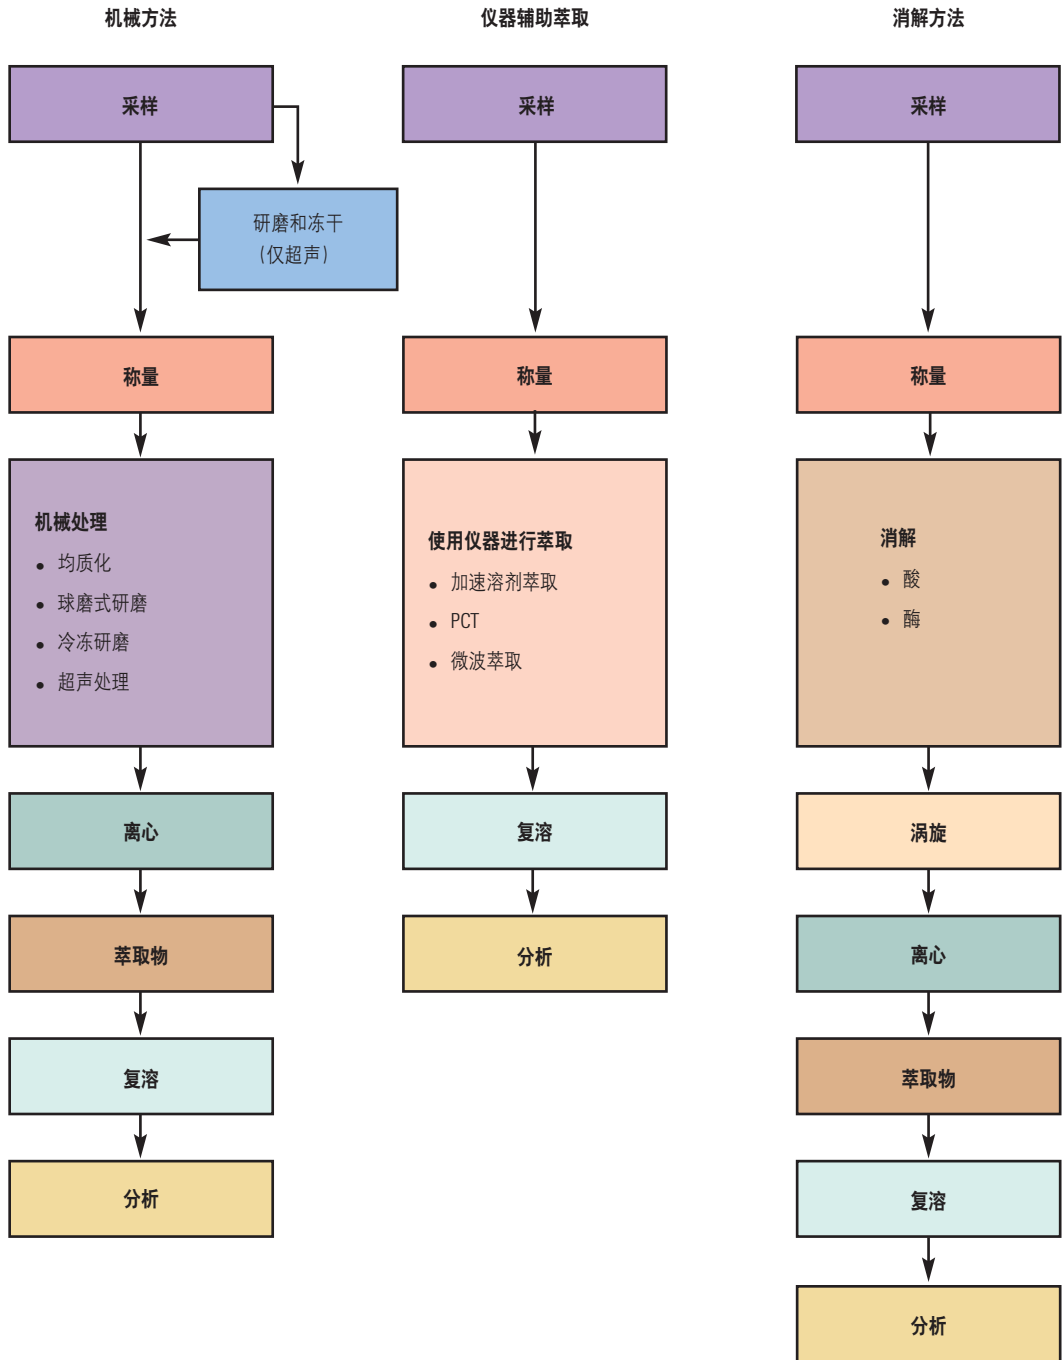 机械方法
采样
研磨和冻干
（仅超声）
称量
机械处理
• 均质化
• 球磨式研磨
• 冷冻研磨
• 超声处理
离心
萃取物
复溶
分析
仪器辅助萃取
采样
称量
使用仪器进行萃取
• 加速溶剂萃取
• PCT
• 微波萃取
复溶
分析
消解方法
采样
称量
消解
• 酸
• 酶
涡旋
离心
萃取物
复溶
分析